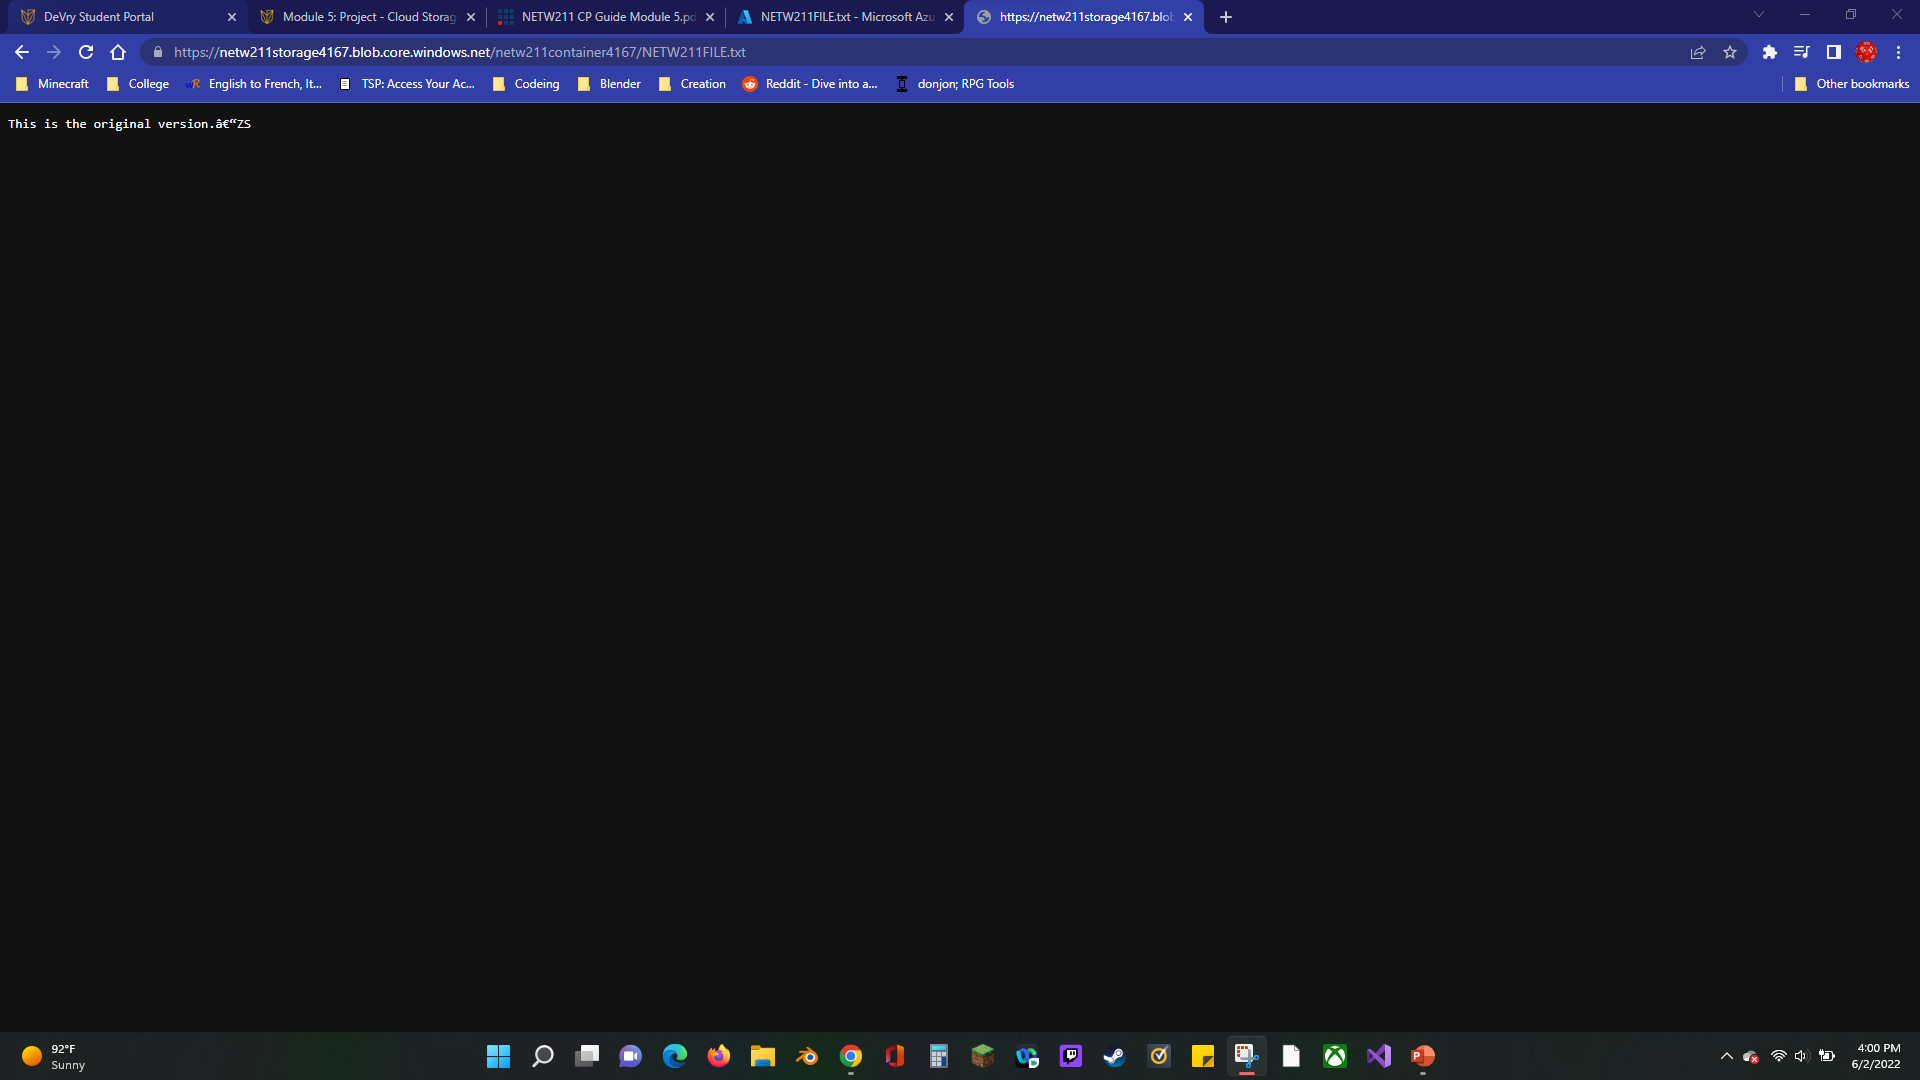 DeVry Student Portal
Module 5: Project - Cloud Storag
NETW211 CP Guide Module 5.pd
NETW211FILE.txt - Microsoft Azu
https://netw211storage4167.blob
https://netw211storage4167.blob.core.windows.net/netw211container4167/NETW211FILE.txt
Minecraft
College
English to French, It...
TSP: Access Your Ac...
Codeing
Blender
Creation
Reddit - Dive into a...
donjon; RPG Tools
Other bookmarks
This is the original version.â€“ZS
92°F
Sunny
4:00 PM
6/2/2022